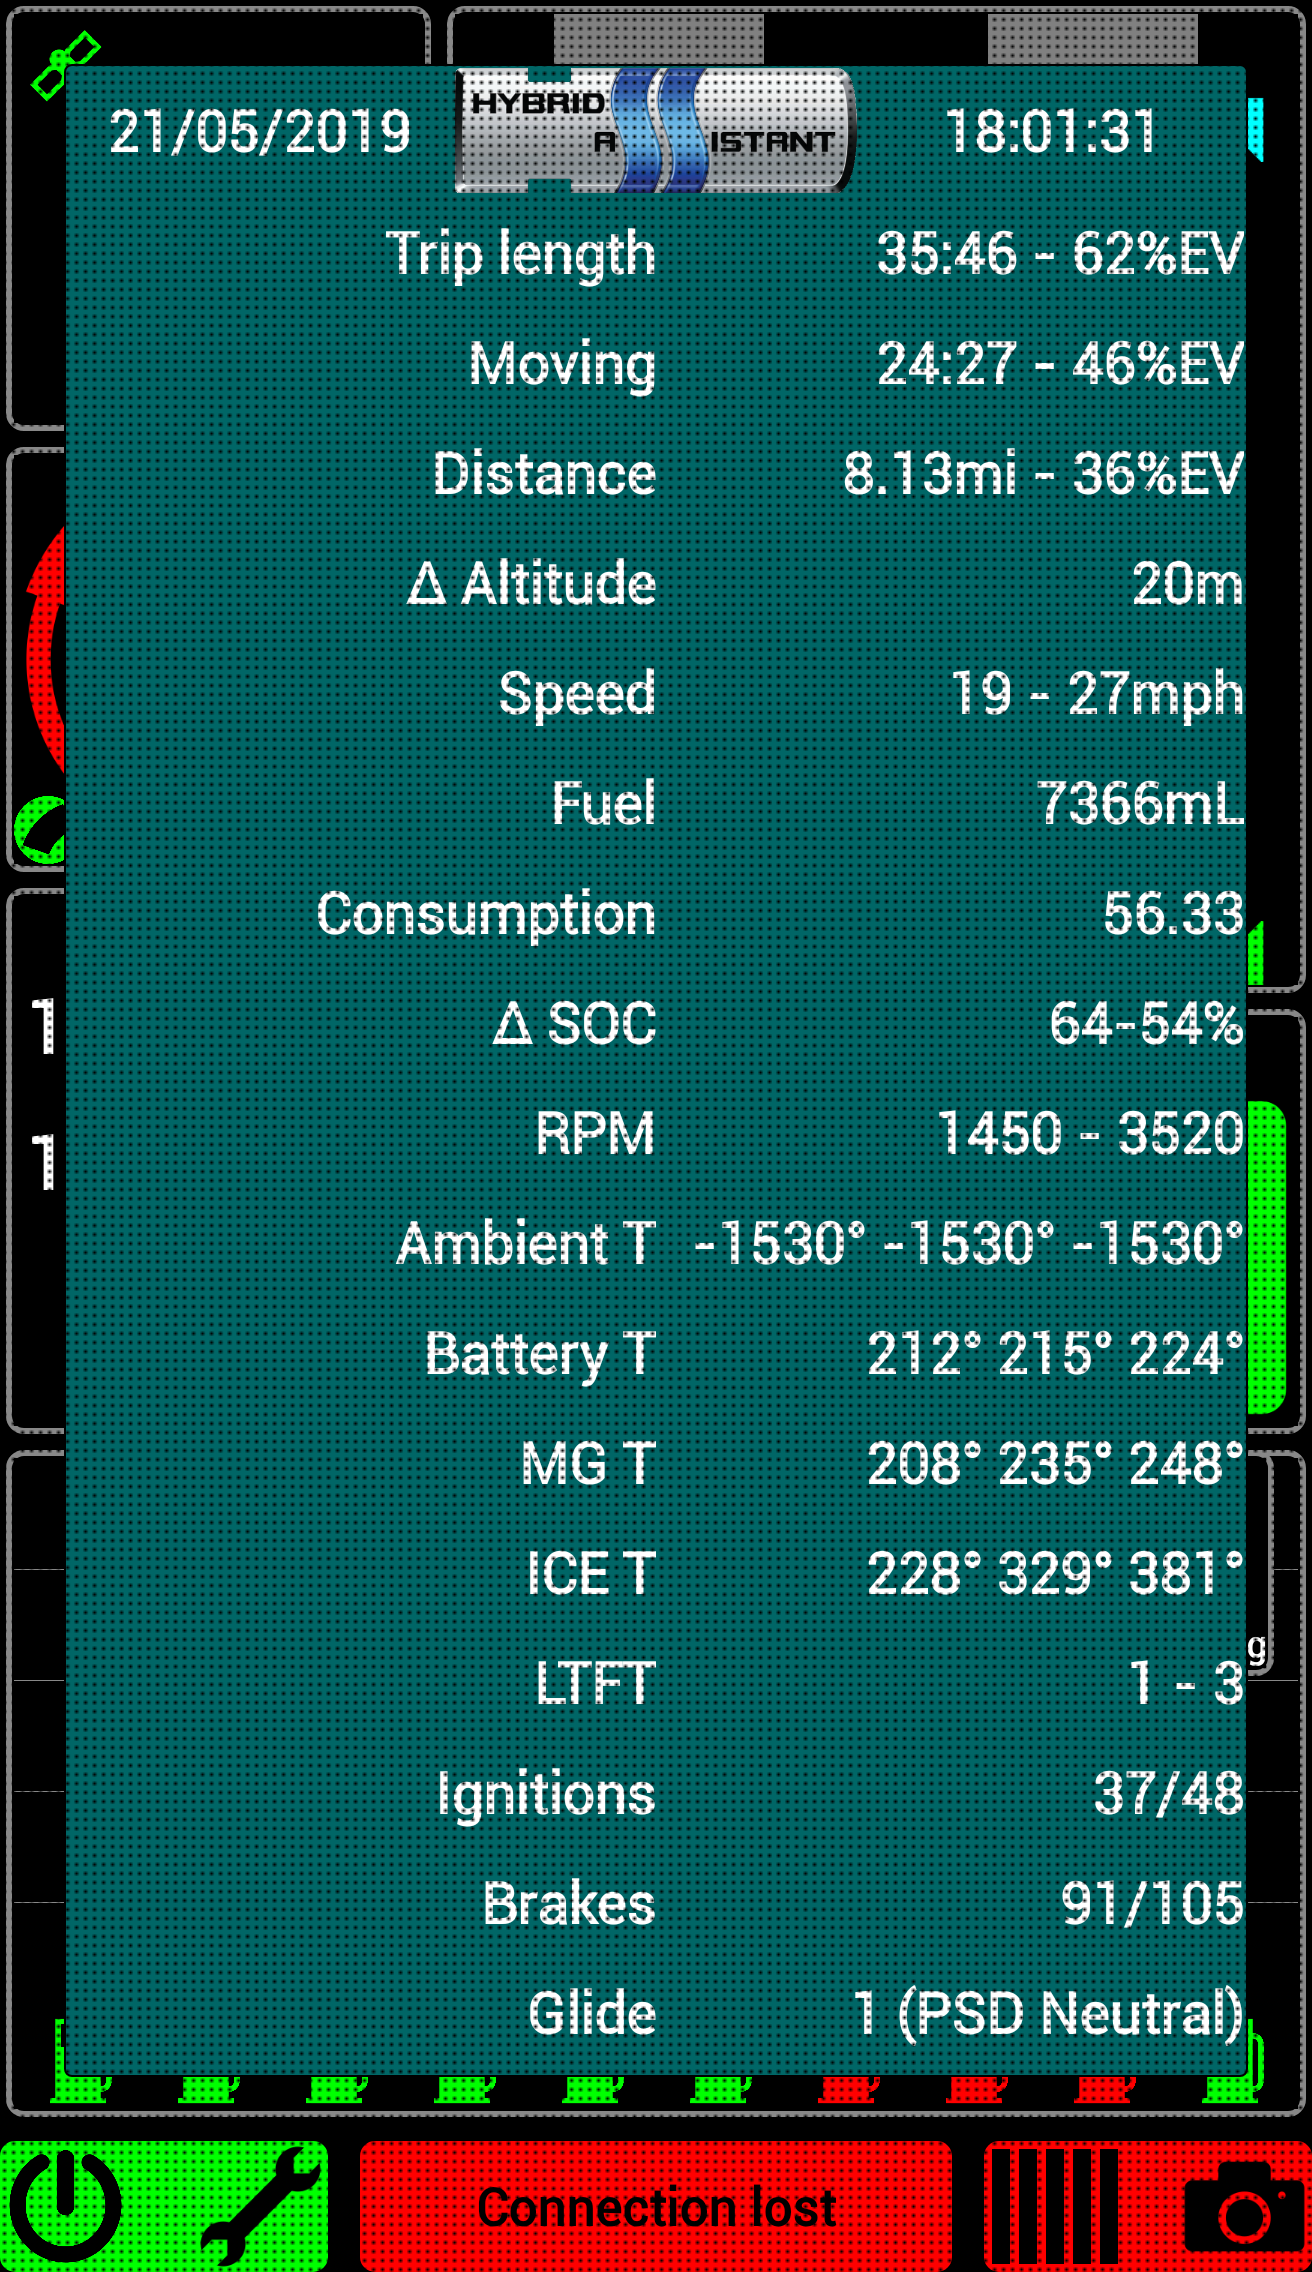 21/05/2019 HYBRID 18:01:31
A ISTANT
Trip length 35:46 - 62%EV
Moving 24:27 - 46%EV
Distance 8.13mi - 36%EV
Δ Altitude 20m
Speed 19 - 27mph
Fuel 7366mL
Consumption 56.33
Δ SOC 64-54%
1
RPM 1450 - 3520
1
Ambient T -1530° -1530° -1530°
Battery T 212° 215° 224°
MG T 208° 235° 248°
ICE T 228° 329° 381°
g
LTFT 1 - 3
Ignitions 37/48
Brakes 91/105
Glide 1 (PSD Neutral)
Connection lost